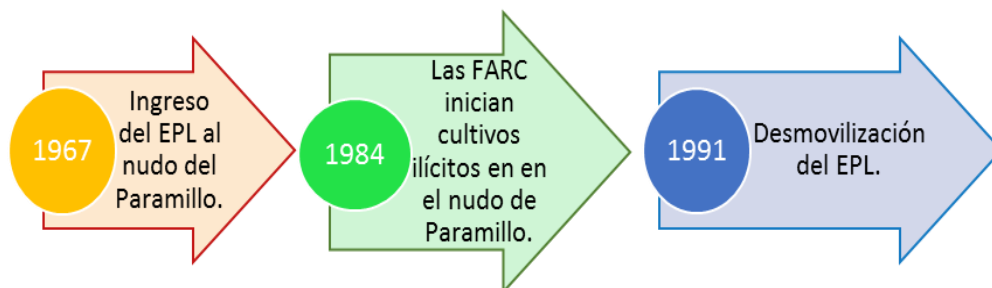 1967
Ingreso
del EPL al
nudo del
Paramillo.
1984
Las FARC
inician
cultivos
ilícitos en en
el nudo de
Paramillo.
1991
Desmovilización
del EPL.